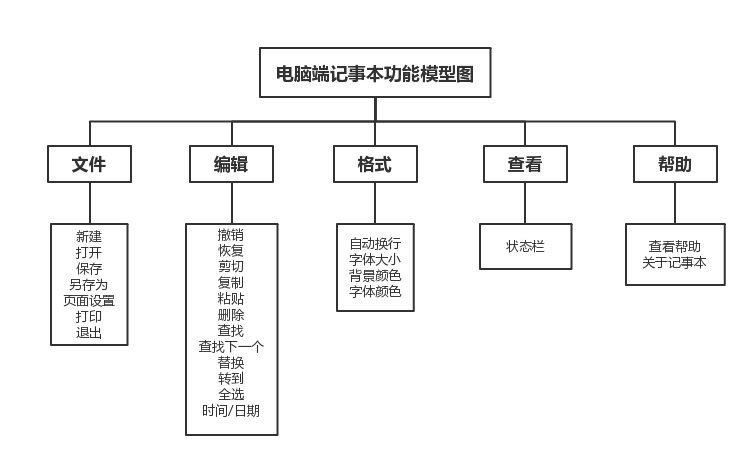 电脑端记事本功能模型图
文件
编辑
格式
查看
帮助
新建
打开
保存
另存为
页面设置
打印
退出
撤销
恢复
剪切
复制
粘贴
删除
查找
查找下一个
替换
转到
全选
时间/日期
自动换行
字体大小
背景颜色
字体颜色
状态栏
查看帮助
关于记事本